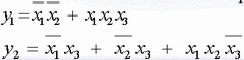 y₁ = x̅₁x̅₂ + x₁x₂x₃
y₂ = x̅₁x₃ + x̅₂x₃ + x₁x₂x̅₃